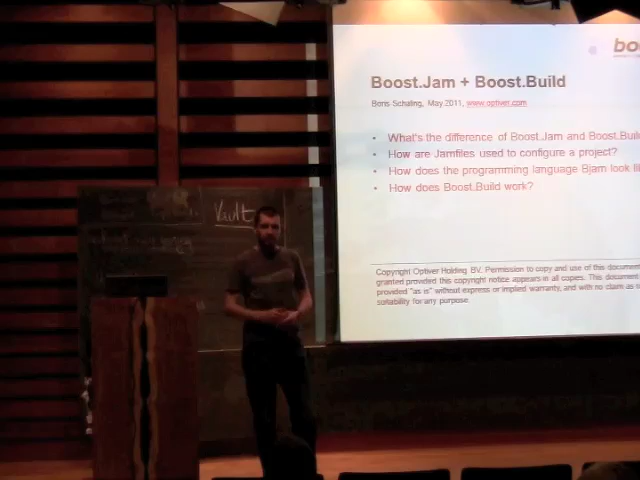 boo
Boost.Jam + Boost.Build
Boris Schäling, May 2011, www.optiver.com
• What's the difference of Boost.Jam and Boost.Buil
• How are Jamfiles used to configure a project?
• How does the programming language Bjam look li
• How does Boost.Build work?
Copyright Optiver Holding BV. Permission to copy and use of this document
granted provided this copyright notice appears in all copies. This document
provided "as is" without express or implied warranty, and with no claim as to
suitability for any purpose.
Vault